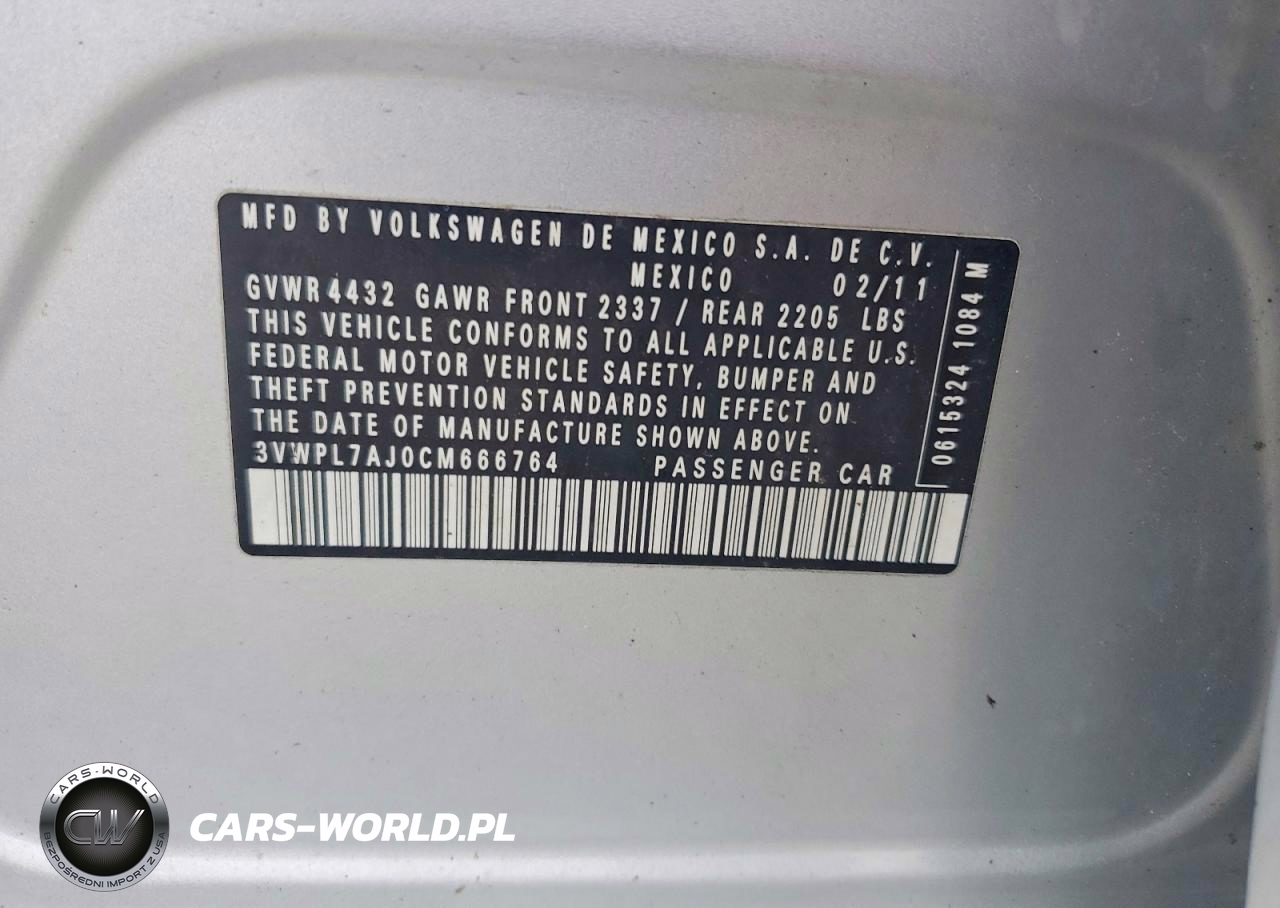 MFD BY VOLKSWAGEN DE MEXICO S.A. DE C.V.
MEXICO 02/11
GVWR 4432 GAWR FRONT 2337 / REAR 2205 LBS
THIS VEHICLE CONFORMS TO ALL APPLICABLE U.S.
FEDERAL MOTOR VEHICLE SAFETY, BUMPER AND
THEFT PREVENTION STANDARDS IN EFFECT ON
THE DATE OF MANUFACTURE SHOWN ABOVE.
3VWPL7AJ0CM666764 PASSENGER CAR
0615324 1084 M
CARS-WORLD
CW
BEZPOŚREDNI IMPORT Z USA
CARS-WORLD.PL